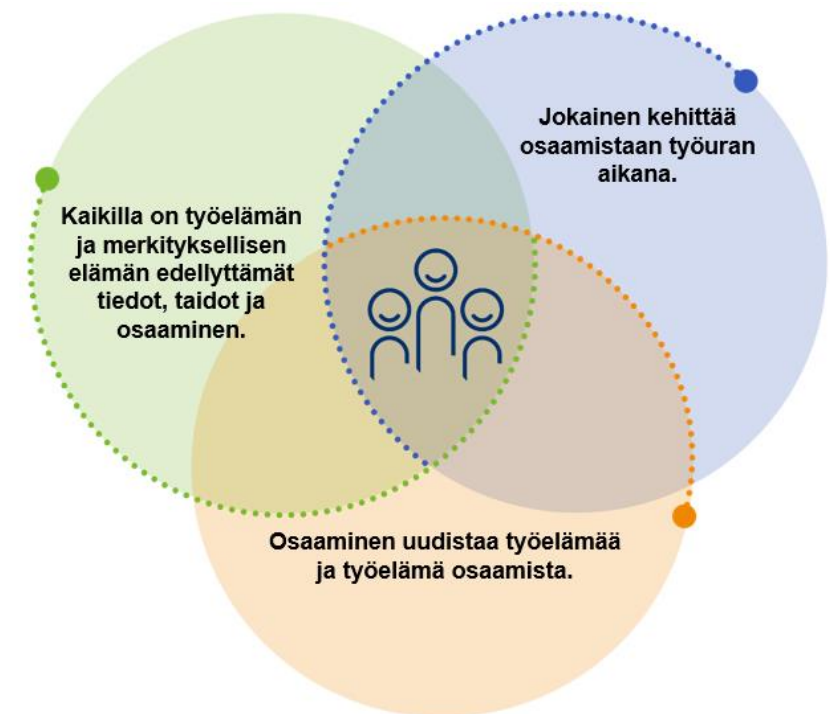 Jokainen kehittää
osaamistaan työuran
aikana.
Kaikilla on työelämän
ja merkityksellisen
elämän edellyttämät
tiedot, taidot ja
osaaminen.
Osaaminen uudistaa työelämää
ja työelämä osaamista.